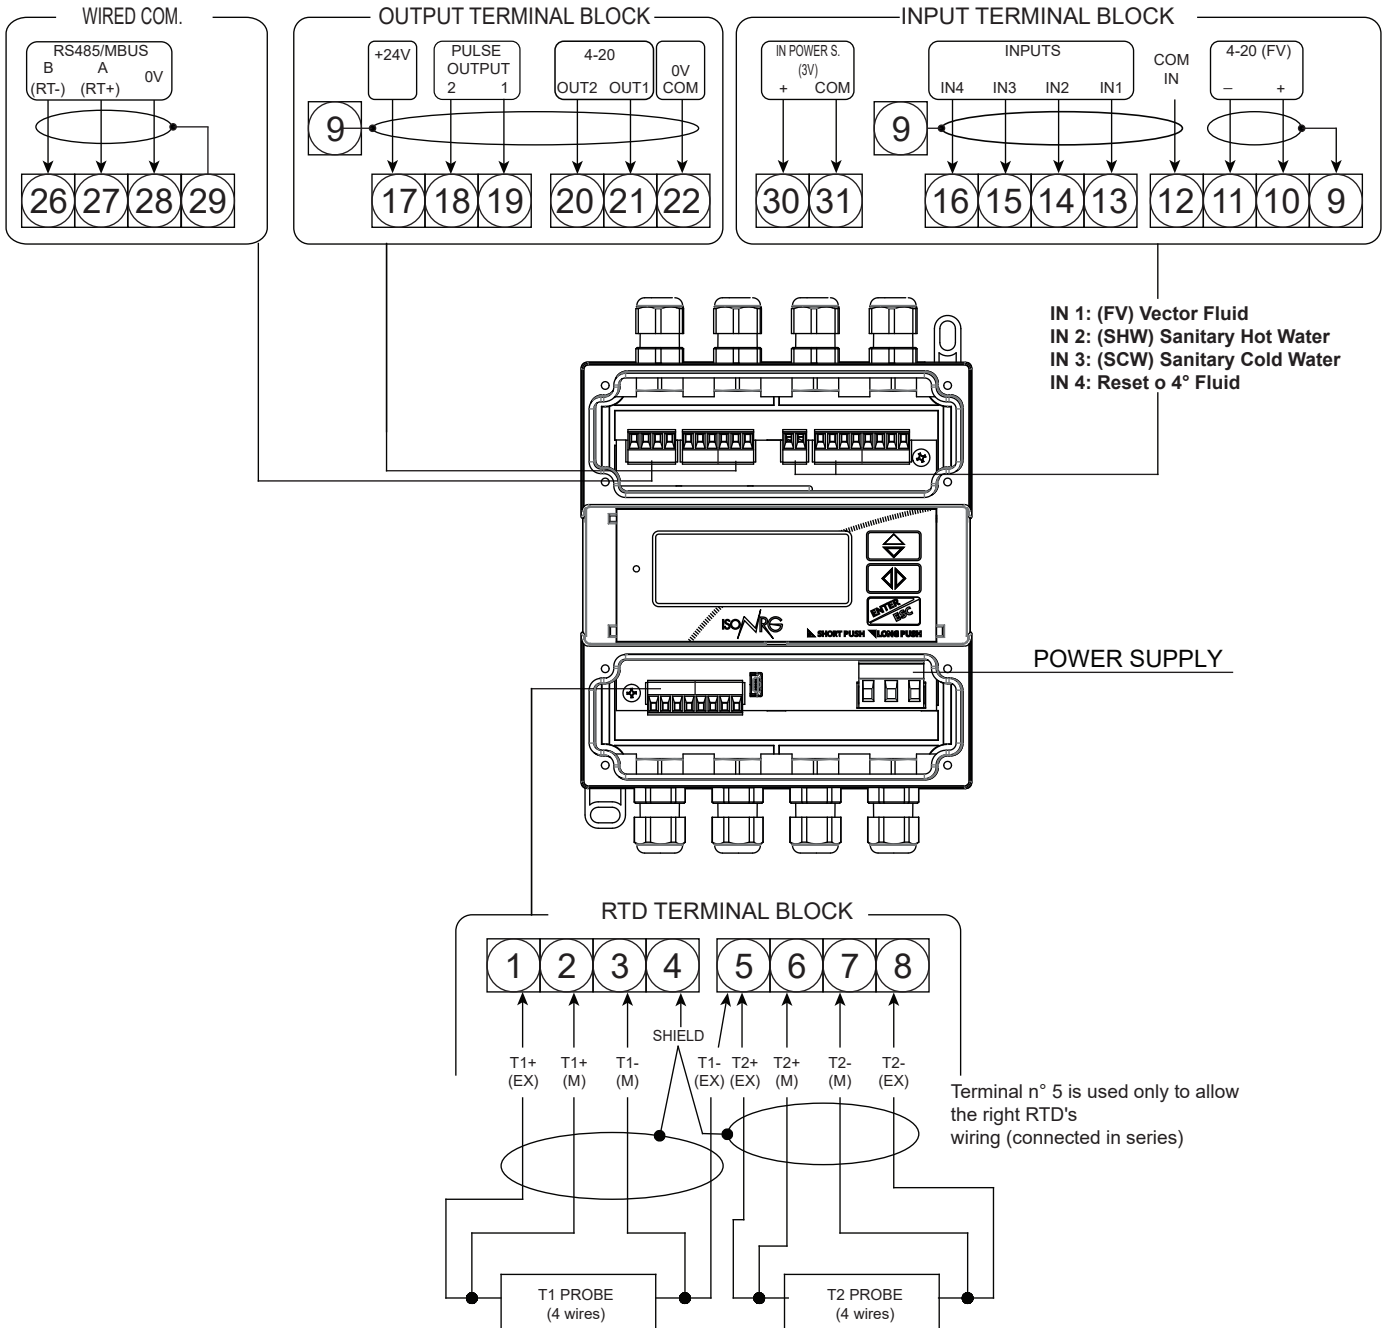 WIRED COM.
RS485/MBUS
B A 0V
(RT-) (RT+)
26 27 28 29
OUTPUT TERMINAL BLOCK
+24V
PULSE
OUTPUT
2 1
4-20
OUT2 OUT1
0V
COM
9
17 18 19 20 21 22
INPUT TERMINAL BLOCK
IN POWER S.
(3V)
+ COM
INPUTS
IN4 IN3 IN2 IN1
COM
IN
4-20 (FV)
– +
9
30 31 16 15 14 13 12 11 10 9
IN 1: (FV) Vector Fluid
IN 2: (SHW) Sanitary Hot Water
IN 3: (SCW) Sanitary Cold Water
IN 4: Reset o 4° Fluid
ENTER
ESC
ISONRG
SHORT PUSH LONG PUSH
POWER SUPPLY
RTD TERMINAL BLOCK
1 2 3 4 5 6 7 8
SHIELD
T1+ T1+ T1- T1- T2+ T2+ T2- T2-
(EX) (M) (M) (EX) (EX) (M) (M) (EX)
Terminal n° 5 is used only to allow
the right RTD's
wiring (connected in series)
T1 PROBE
(4 wires)
T2 PROBE
(4 wires)